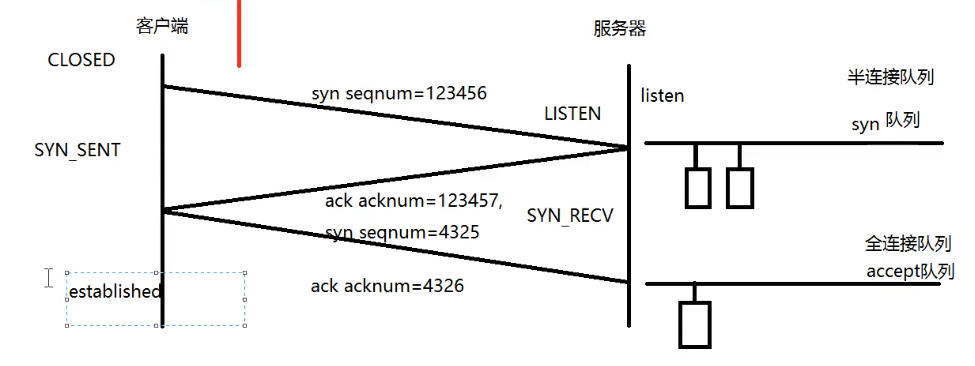 客户端
服务器
CLOSED
半连接队列
syn seqnum=123456
listen
LISTEN
syn 队列
SYN_SENT
ack acknum=123457,
SYN_RECV
syn seqnum=4325
全连接队列
accept队列
established
ack acknum=4326